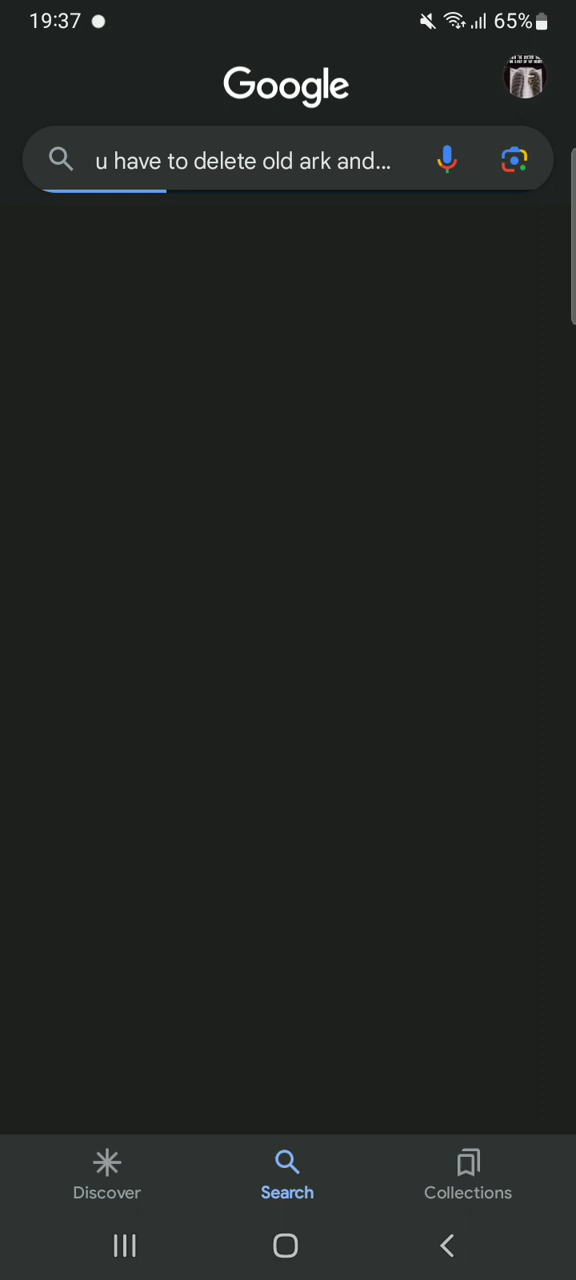 19:37
65%
Google
u have to delete old ark and...
Discover
Search
Collections